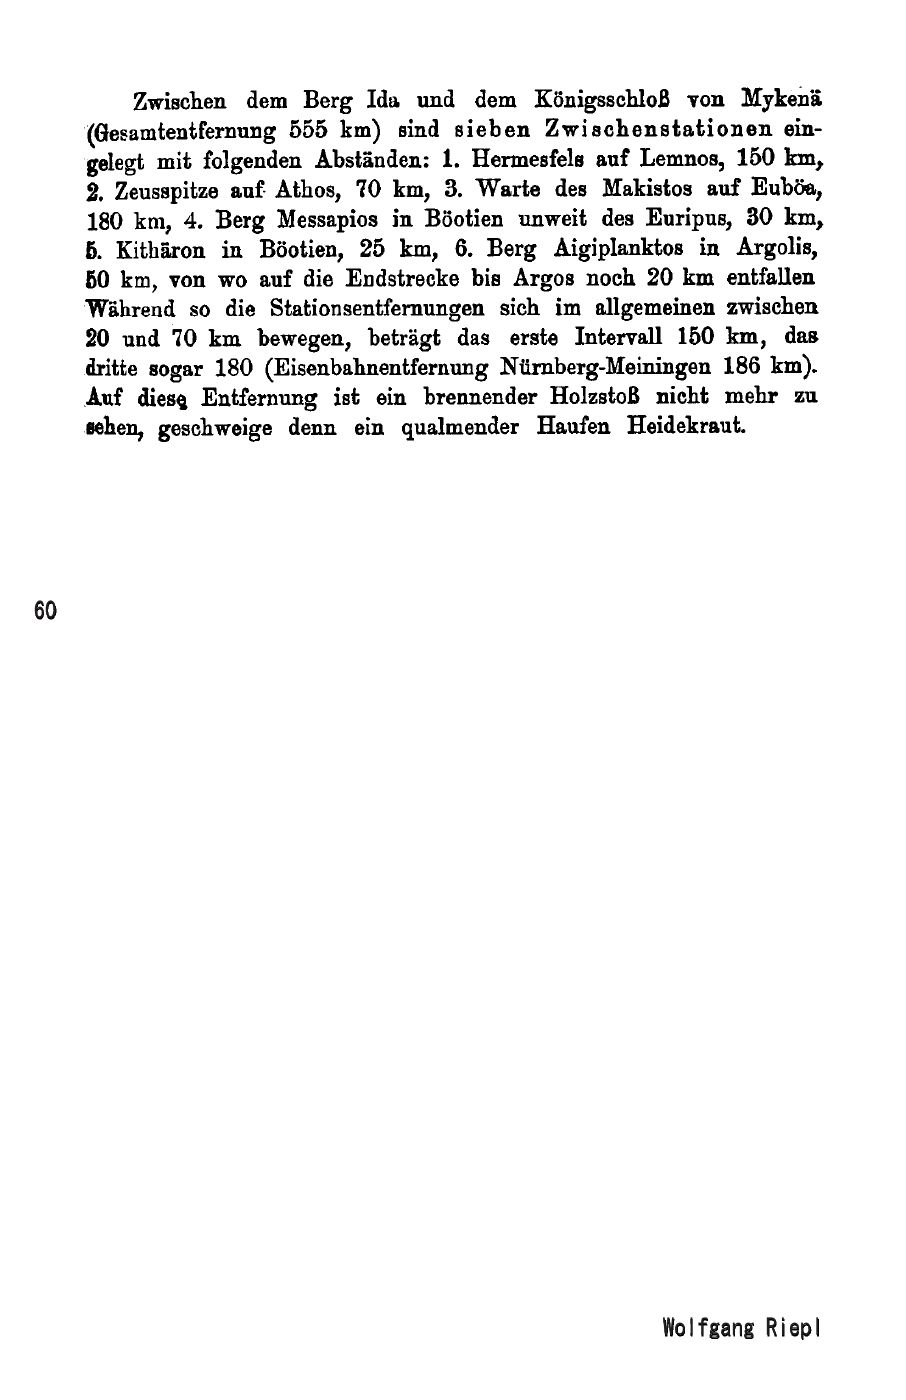 Zwischen dem Berg Ida und dem Königsschloß von Mykenä
(Gesamtentfernung 555 km) sind sieben Zwischenstationen ein-
gelegt mit folgenden Abständen: 1. Hermesfels auf Lemnos, 150 km,
2. Zeusspitze auf Athos, 70 km, 3. Warte des Makistos auf Euböa,
180 km, 4. Berg Messapios in Böotien unweit des Euripus, 30 km,
5. Kithäron in Böotien, 25 km, 6. Berg Aigiplanktos in Argolis,
50 km, von wo auf die Endstrecke bis Argos noch 20 km entfallen
Während so die Stationsentfernungen sich im allgemeinen zwischen
20 und 70 km bewegen, beträgt das erste Intervall 150 km, das
dritte sogar 180 (Eisenbahnentfernung Nürnberg-Meiningen 186 km).
Auf diese Entfernung ist ein brennender Holzstoß nicht mehr zu
sehen, geschweige denn ein qualmender Haufen Heidekraut.
60
Wolfgang Riepl